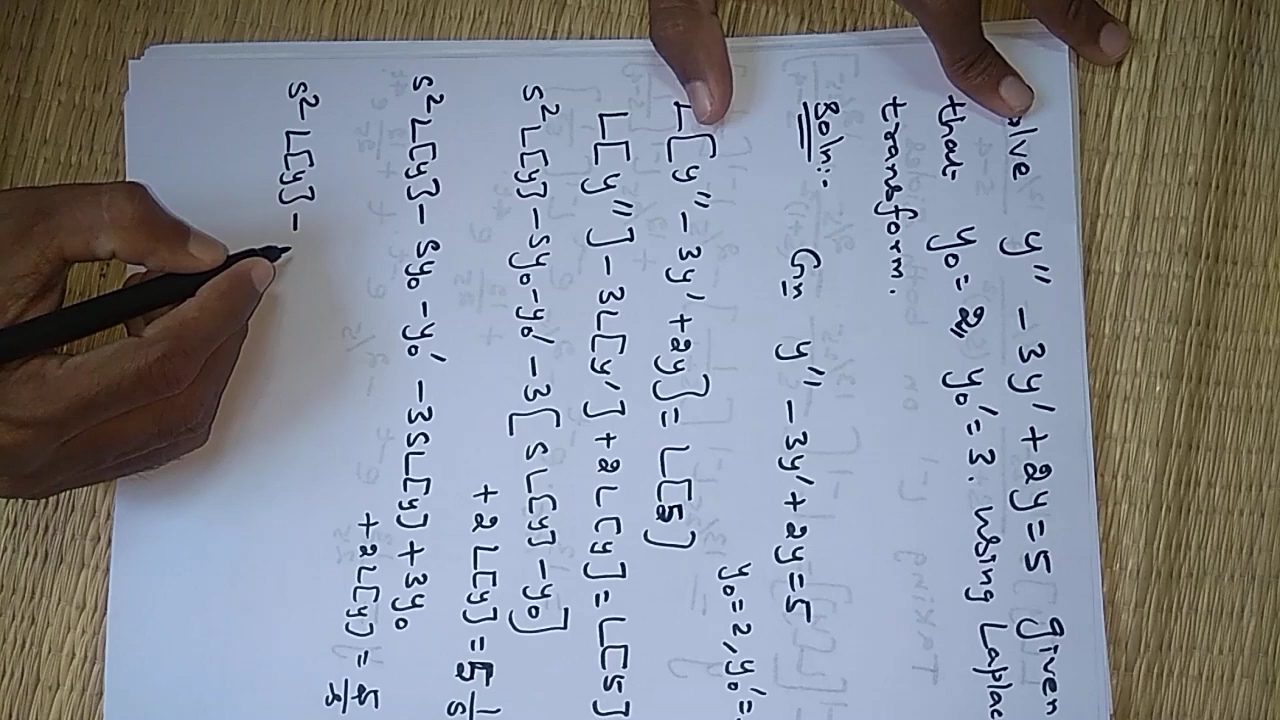 olve y'' - 3y' + 2y = 5 given
that y₀ = 2, y₀' = 3. using Laplac
transform.
Soln:- Gn y'' - 3y' + 2y = 5
y₀ = 2, y₀' =
L[y'' - 3y' + 2y] = L[5]
L[y''] - 3L[y'] + 2L[y] = L[5]
s²L[y] - sy₀ - y₀' - 3[sL[y] - y₀]
+ 2L[y] = 5 1/s
s²L[y] - sy₀ - y₀' - 3sL[y] + 3y₀
+ 2L[y] = 5/s
s²L[y] -